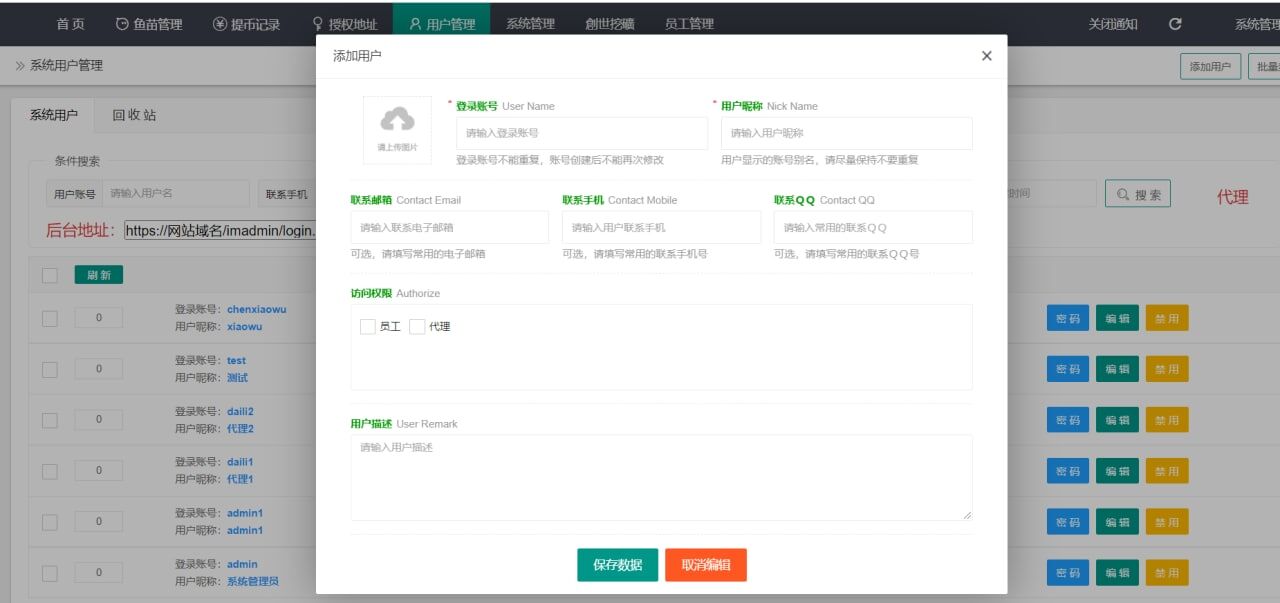 首 页 鱼苗管理 提币记录 授权地址 用户管理 系统管理 創世挖礦 员工管理 关闭通知 系统管理
系统用户管理 添加用户 批量
添加用户
系统用户 回 收 站
条件搜索
用户账号 请输入用户名 联系手机 时间 搜 索 代理
后台地址： https://网站域名/imadmin/login.
刷 新
0 登录账号：chenxiaowu
用户昵称：xiaowu
密 码 编 辑 禁 用
0 登录账号：test
用户昵称：测试
密 码 编 辑 禁 用
0 登录账号：daili2
用户昵称：代理2
密 码 编 辑 禁 用
0 登录账号：daili1
用户昵称：代理1
密 码 编 辑 禁 用
0 登录账号：admin1
用户昵称：admin1
密 码 编 辑 禁 用
0 登录账号：admin
用户昵称：系统管理员
密 码 编 辑 禁 用
请上传图片
* 登录账号 User Name
请输入登录账号
登录账号不能重复，账号创建后不能再次修改
* 用户昵称 Nick Name
请输入用户昵称
用户显示的账号别名，请尽量保持不要重复
联系邮箱 Contact Email
请输入联系电子邮箱
可选，请填写常用的电子邮箱
联系手机 Contact Mobile
请输入用户联系手机
可选，请填写常用的联系手机号
联系ＱＱ Contact QQ
请输入常用的联系ＱＱ
可选，请填写常用的联系ＱＱ号
访问权限 Authorize
员工 代理
用户描述 User Remark
请输入用户描述
保存数据 取消编辑